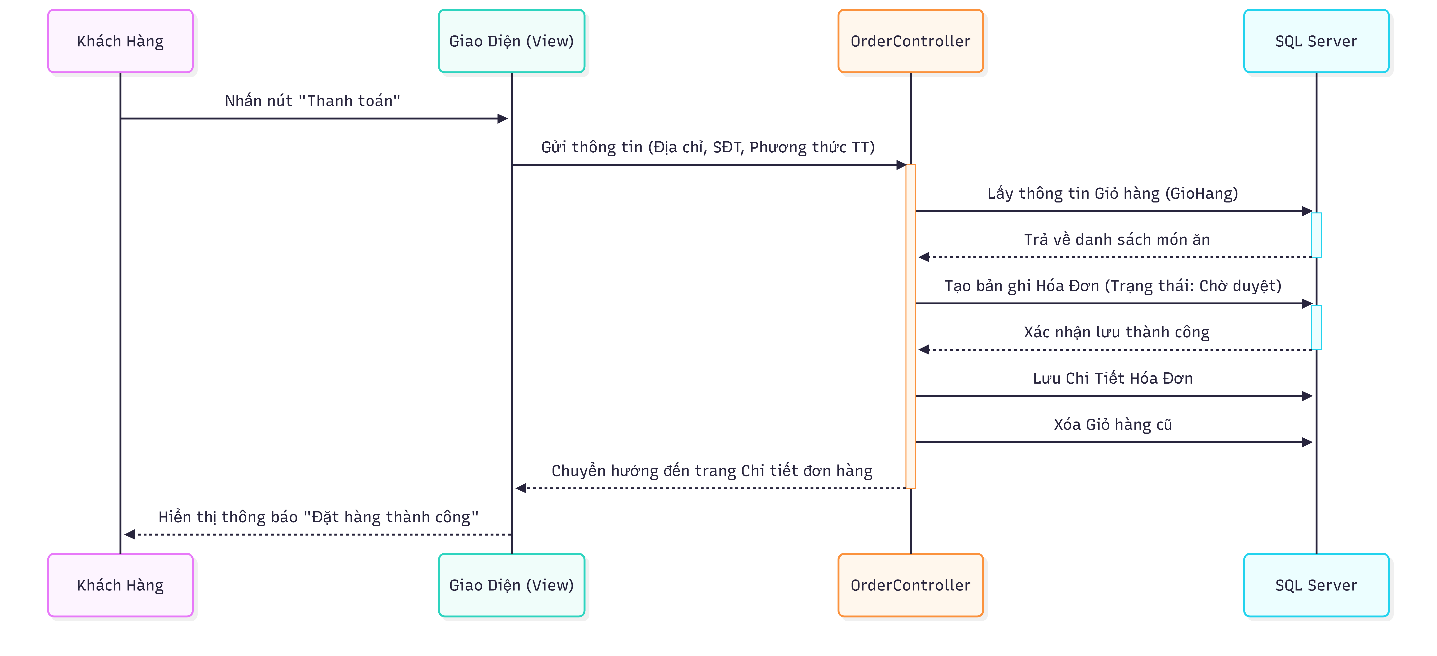 Khách Hàng
Giao Diện (View)
OrderController
SQL Server
Nhấn nút "Thanh toán"
Gửi thông tin (Địa chỉ, SĐT, Phương thức TT)
Lấy thông tin Giỏ hàng (GioHang)
Trả về danh sách món ăn
Tạo bản ghi Hóa Đơn (Trạng thái: Chờ duyệt)
Xác nhận lưu thành công
Lưu Chi Tiết Hóa Đơn
Xóa Giỏ hàng cũ
Chuyển hướng đến trang Chi tiết đơn hàng
Hiển thị thông báo "Đặt hàng thành công"
Khách Hàng
Giao Diện (View)
OrderController
SQL Server